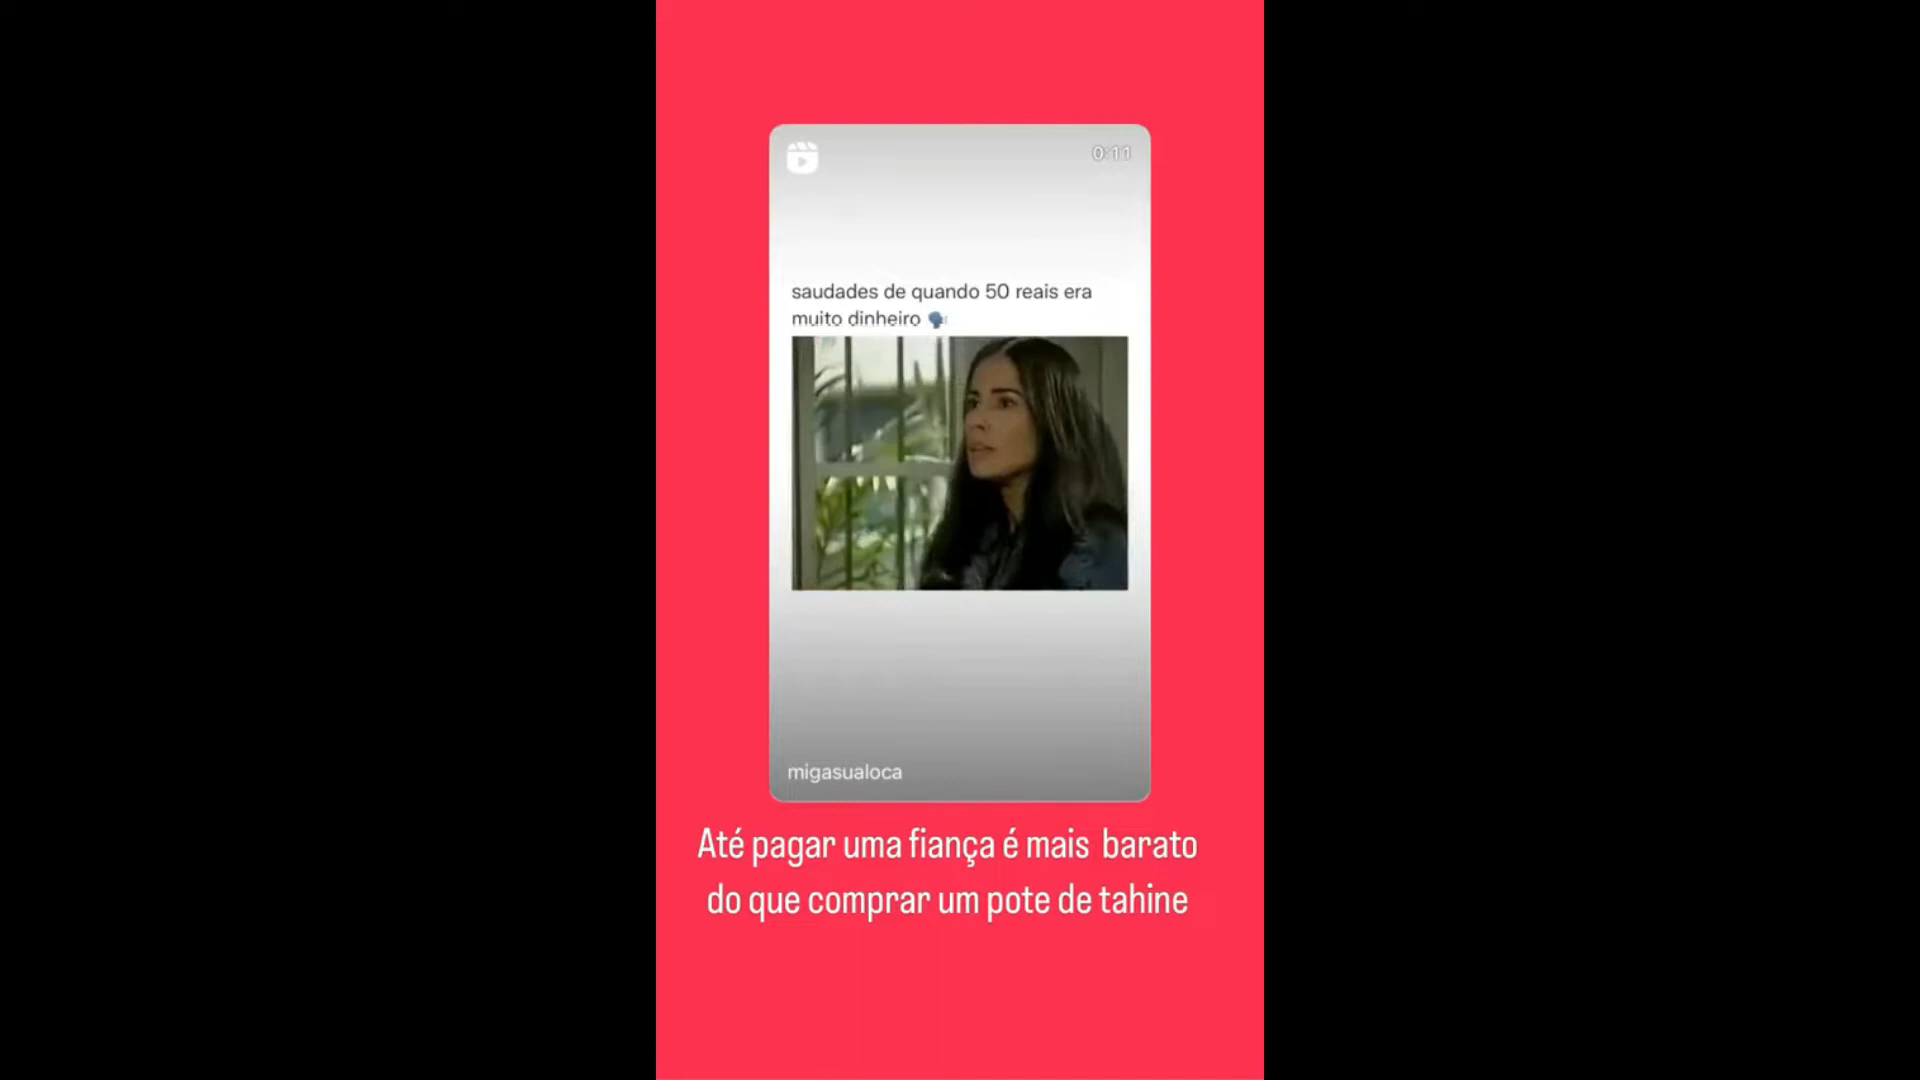 0:11
saudades de quando 50 reais era
muito dinheiro 🗣️
migasualoca
Até pagar uma fiança é mais barato
do que comprar um pote de tahine